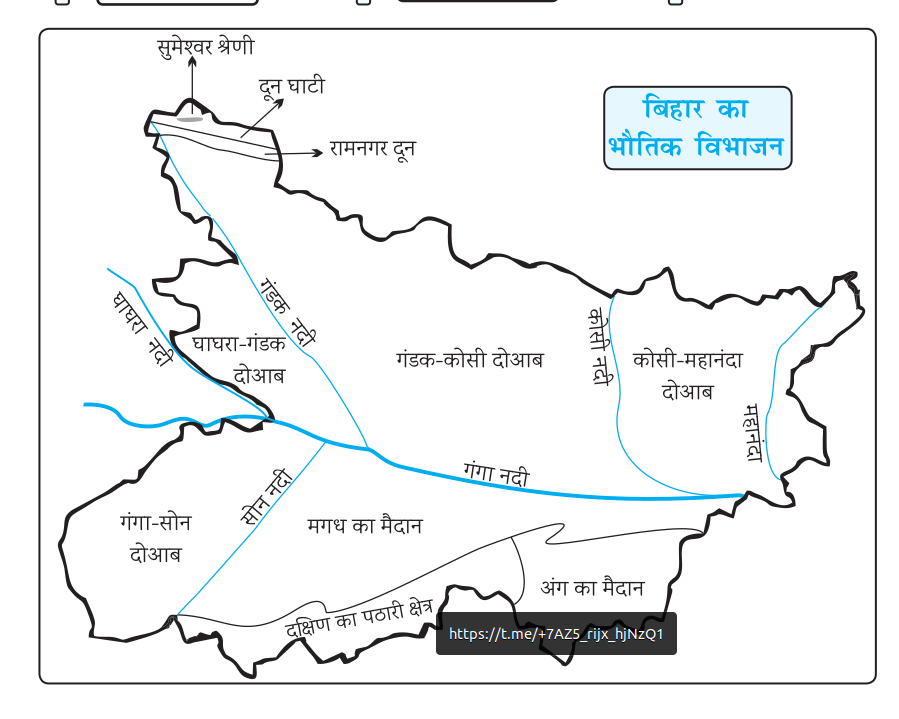 सुमेश्वर श्रेणी
दून घाटी
रामनगर दून
बिहार का
भौतिक विभाजन
घाघरा नदी
गंडक नदी
घाघरा-गंडक
दोआब
गंडक-कोसी दोआब
कोसी नदी
कोसी-महानंदा
दोआब
महानंदा
गंगा नदी
सोन नदी
गंगा-सोन
दोआब
मगध का मैदान
अंग का मैदान
दक्षिण का पठारी क्षेत्र
https://t.me/+7AZ5_rijx_hjNzQ1